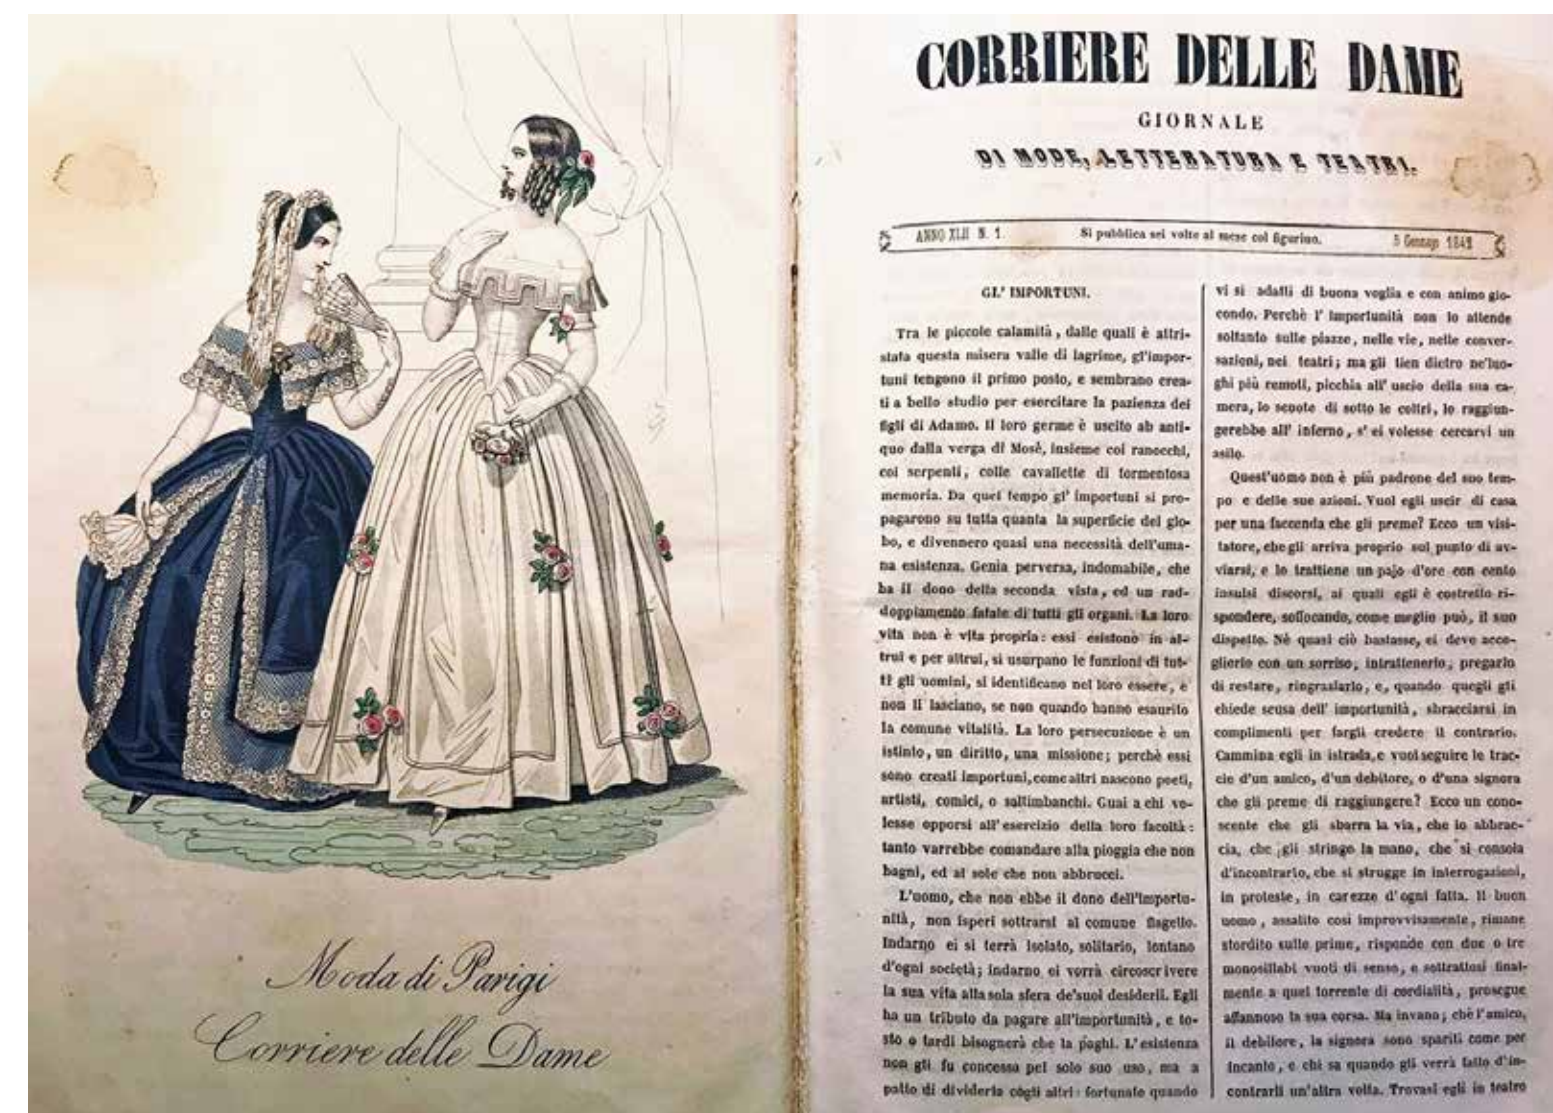 Moda di Parigi
Corriere delle Dame
CORRIERE DELLE DAME
GIORNALE
DI MODE, LETTERATURA E TEATRI.
ANNO XLII N. 1. Si pubblica sei volte al mese col figurino. 5 Gennajo 1842
GL' IMPORTUNI.
Tra le piccole calamità, dalle quali è attri-
stata questa misera valle di lagrime, gl'impor-
tuni tengono il primo posto, e sembrano crea-
ti a bello studio per esercitare la pazienza dei
figli di Adamo. Il loro germe è uscito ab anti-
quo dalla verga di Mosè, insieme coi ranocchi,
coi serpenti, colle cavallette di tormentosa
memoria. Da quel tempo gl' importuni si pro-
pagarono su tutta quanta la superficie del glo-
bo, e divennero quasi una necessità dell'uma-
na esistenza. Genìa perversa, indomabile, che
ha il dono della seconda vista, ed un rad-
doppiamento fatale di tutti gli organi. La loro
vita non è vita propria: essi esistono in al-
trui e per altrui, si usurpano le funzioni di tut-
ti gli uomini, si identificano nel loro essere, e
non li lasciano, se non quando hanno esaurito
la comune vitalità. La loro persecuzione è un
istinto, un diritto, una missione; perchè essi
sono creati importuni, come altri nascono poeti,
artisti, comici, o saltimbanchi. Guai a chi vo-
lesse opporsi all' esercizio della loro facoltà:
tanto varrebbe comandare alla pioggia che non
bagni, ed al sole che non abbrucci.
L'uomo, che non ebbe il dono dell'importu-
nità, non isperi sottrarsi al comune flagello.
Indarno ei si terrà isolato, solitario, lontano
d'ogni società; indarno ei vorrà circoscrivere
la sua vita alla sola sfera de'suoi desiderii. Egli
ha un tributo da pagare all'importunità, e to-
sto o tardi bisognerà che la paghi. L' esistenza
non gli fu concessa pel solo suo uso, ma a
patto di dividerla cogli altri: fortunato quando
vi si adatti di buona voglia e con animo gio-
condo. Perchè l' importunità non lo attende
soltanto sulle piazze, nelle vie, nelle conver-
sazioni, nei teatri; ma gli tien dietro ne'luo-
ghi più remoti, picchia all' uscio della sua ca-
mera, lo scuote di sotto le coltri, lo raggiun-
gerebbe all' inferno, s' ei volesse cercarvi un
asilo.
Quest'uomo non è più padrone del suo tem-
po e delle sue azioni. Vuol egli uscir di casa
per una faccenda che gli preme? Ecco un visi-
tatore, che gli arriva proprio sul punto di av-
viarsi, e lo trattiene un pajo d'ore con cento
insulsi discorsi, ai quali egli è costretto ri-
spondere, soffocando, come meglio può, il suo
dispetto. Nè quasi ciò bastasse, ei deve acco-
glierlo con un sorriso, intrattenerlo, pregarlo
di restare, ringraziarlo, e, quando quegli gli
chiede scusa dell' importunità, sbracciarsi in
complimenti per fargli credere il contrario.
Cammina egli in istrada, e vuol seguire le trac-
cie d'un amico, d'un debitore, o d'una signora
che gli preme di raggiungere? Ecco un cono-
scente che gli sbarra la via, che lo abbrac-
cia, che gli stringe la mano, che si consola
d'incontrarlo, che si strugge in interrogazioni,
in proteste, in carezze d' ogni fatta. Il buon
uomo, assalito così improvvisamente, rimane
stordito sulle prime, risponde con due o tre
monosillabi vuoti di senso, e sottrattosi final-
mente a quel torrente di cordialità, prosegue
affannoso la sua corsa. Ma invano; chè l'amico,
il debitore, la signora sono spariti come per
incanto, e chi sa quando gli verrà fatto d'in-
contrarli un'altra volta. Trovasi egli in teatro